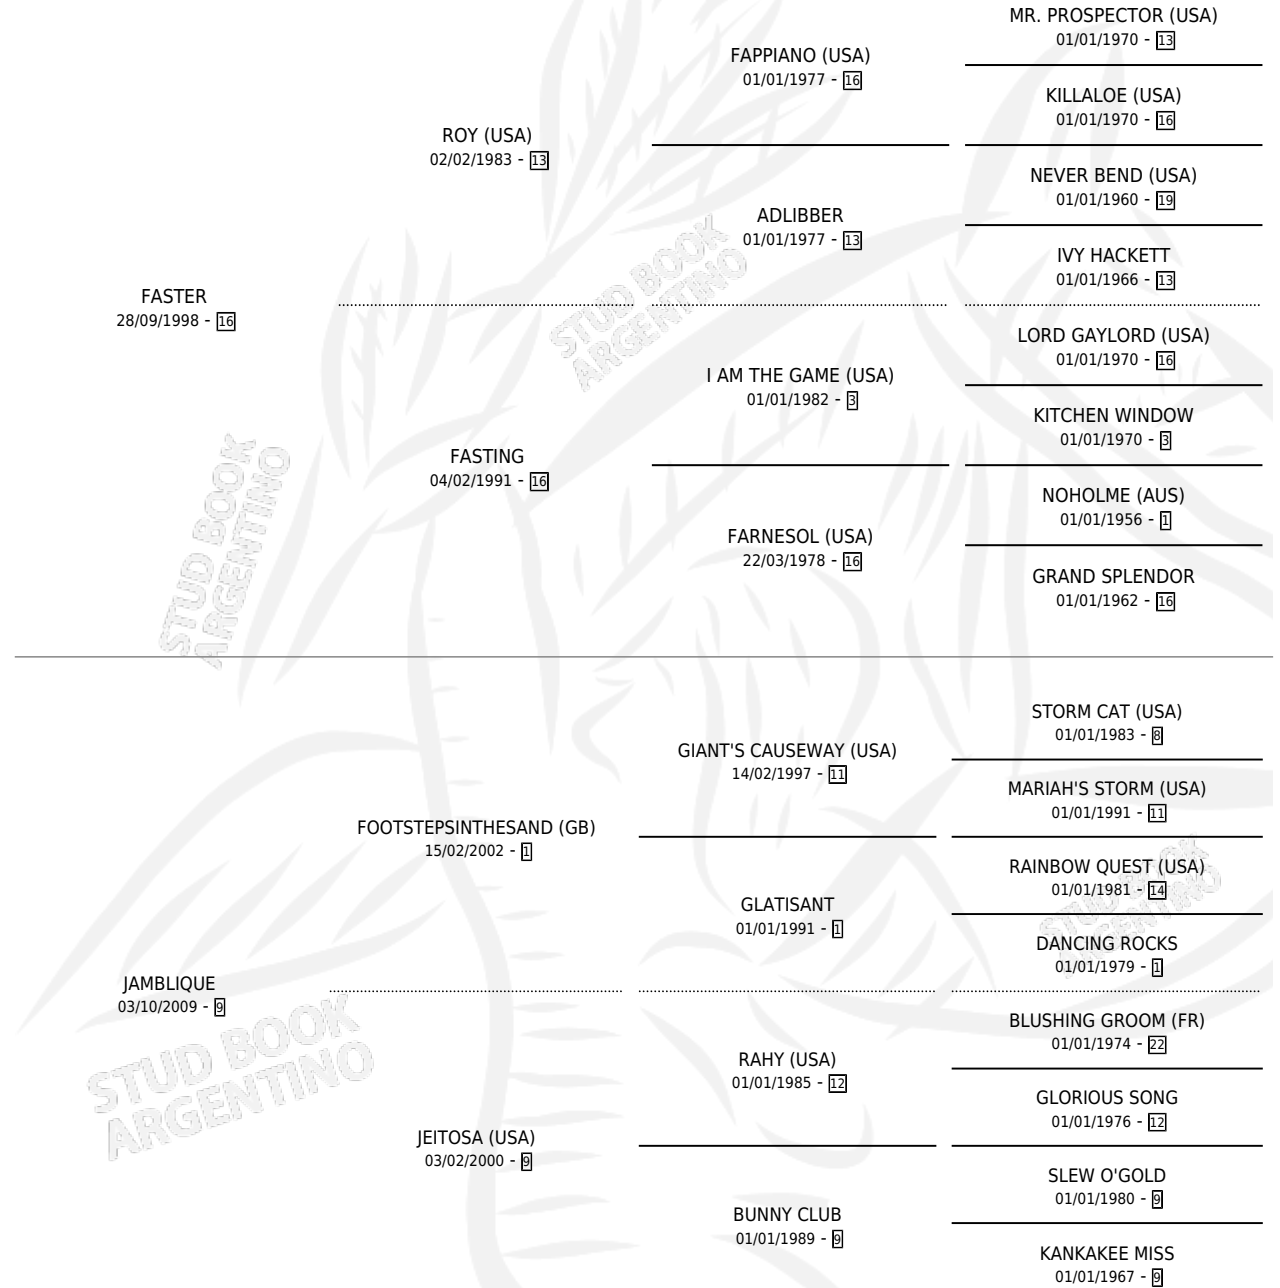 MR. PROSPECTOR (USA)
01/01/1970 - 13
FAPPIANO (USA)
01/01/1977 - 16
KILLALOE (USA)
01/01/1970 - 16
ROY (USA)
02/02/1983 - 13
NEVER BEND (USA)
01/01/1960 - 19
ADLIBBER
01/01/1977 - 13
IVY HACKETT
01/01/1966 - 13
FASTER
28/09/1998 - 16
LORD GAYLORD (USA)
01/01/1970 - 16
I AM THE GAME (USA)
01/01/1982 - 3
KITCHEN WINDOW
01/01/1970 - 3
FASTING
04/02/1991 - 16
NOHOLME (AUS)
01/01/1956 - 1
FARNESOL (USA)
22/03/1978 - 16
GRAND SPLENDOR
01/01/1962 - 16
STORM CAT (USA)
01/01/1983 - 8
GIANT'S CAUSEWAY (USA)
14/02/1997 - 11
MARIAH'S STORM (USA)
01/01/1991 - 11
FOOTSTEPSINTHESAND (GB)
15/02/2002 - 1
RAINBOW QUEST (USA)
01/01/1981 - 14
GLATISANT
01/01/1991 - 1
DANCING ROCKS
01/01/1979 - 1
JAMBLIQUE
03/10/2009 - 9
BLUSHING GROOM (FR)
01/01/1974 - 22
RAHY (USA)
01/01/1985 - 12
GLORIOUS SONG
01/01/1976 - 12
JEITOSA (USA)
03/02/2000 - 9
SLEW O'GOLD
01/01/1980 - 9
BUNNY CLUB
01/01/1989 - 9
KANKAKEE MISS
01/01/1967 - 9
STUD BOOK
ARGENTINO
STUD BOOK
ARGENTINO
STUD BOOK
ARGENTINO
STUD BOOK
ARGENTINO